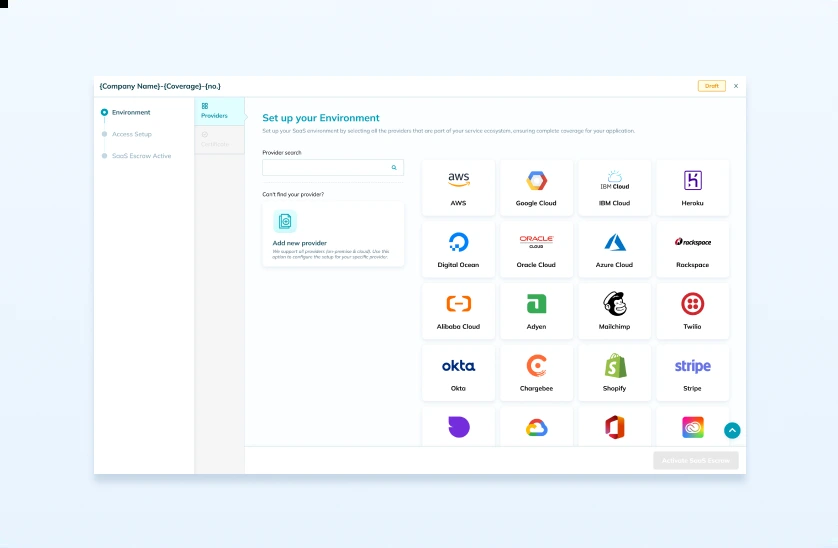 {Company Name}-{Coverage}-{no.}
Draft
x
Environment
Access Setup
SaaS Escrow Active
Providers
Set up your Environment
Set up your SaaS environment by selecting all the providers that are part of your service ecosystem, ensuring complete coverage for your application.
Provider search
Can't find your provider?
Add new provider
We support all providers (on-premise & cloud). Use this
option to configure the setup for your specific provider.
aws
AWS
Google Cloud
IBM Cloud
IBM Cloud
Heroku
Digital Ocean
ORACLE
CLOUD
Oracle Cloud
Azure Cloud
rackspace
Rackspace
Alibaba Cloud
Adyen
Mailchimp
Twilio
okta
Okta
Chargebee
Shopify
stripe
Stripe
Activate SaaS Escrow